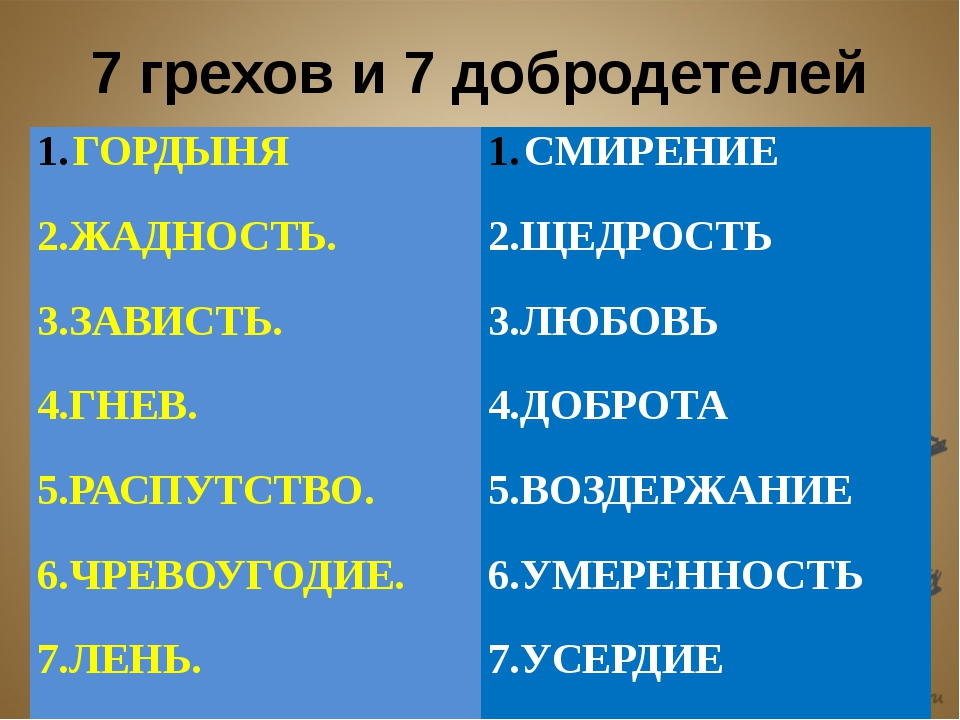 7 грехов и 7 добродетелей
1. ГОРДЫНЯ
2.ЖАДНОСТЬ.
3.ЗАВИСТЬ.
4.ГНЕВ.
5.РАСПУТСТВО.
6.ЧРЕВОУГОДИЕ.
7.ЛЕНЬ.
1. СМИРЕНИЕ
2.ЩЕДРОСТЬ
3.ЛЮБОВЬ
4.ДОБРОТА
5.ВОЗДЕРЖАНИЕ
6.УМЕРЕННОСТЬ
7.УСЕРДИЕ